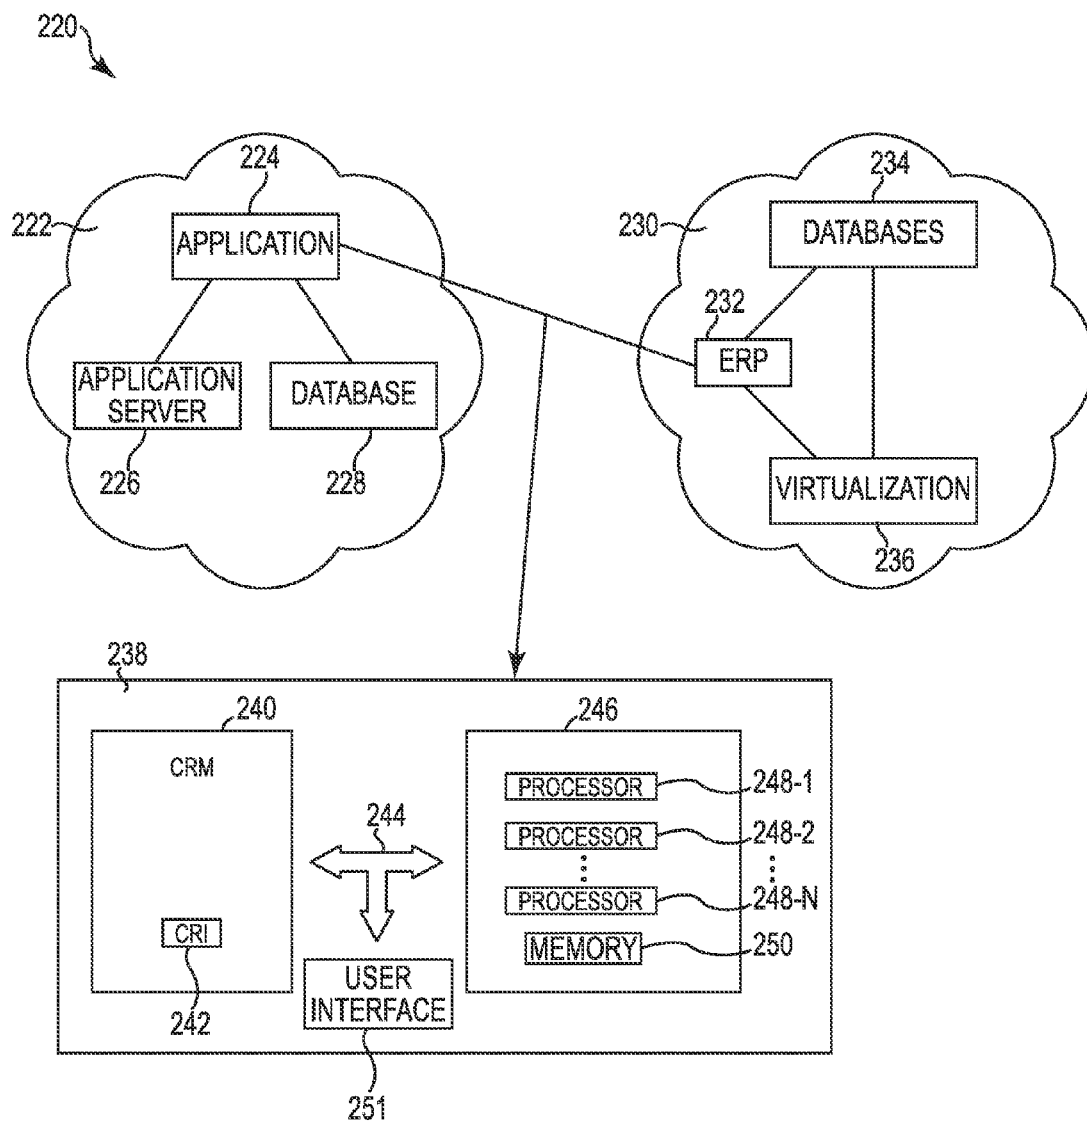 220
224
222
APPLICATION
APPLICATION
SERVER
DATABASE
226
228
234
230
DATABASES
232
ERP
VIRTUALIZATION
236
238
240
246
CRM
PROCESSOR
248-1
244
PROCESSOR
248-2
PROCESSOR
248-N
CRI
MEMORY
250
USER
INTERFACE
242
251